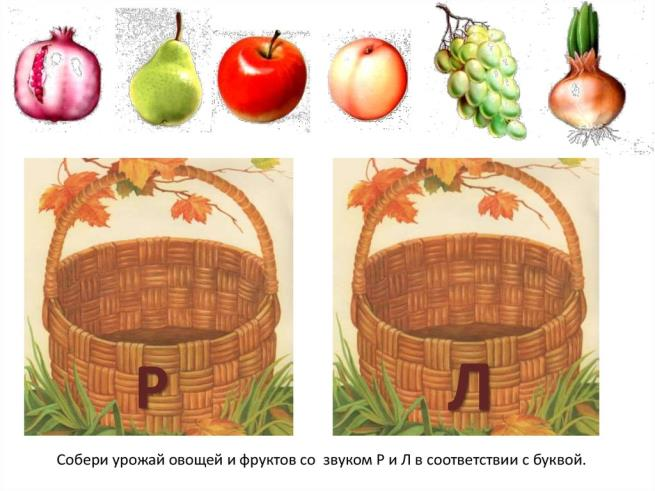 Р
Л
Собери урожай овощей и фруктов со звуком Р и Л в соответствии с буквой.